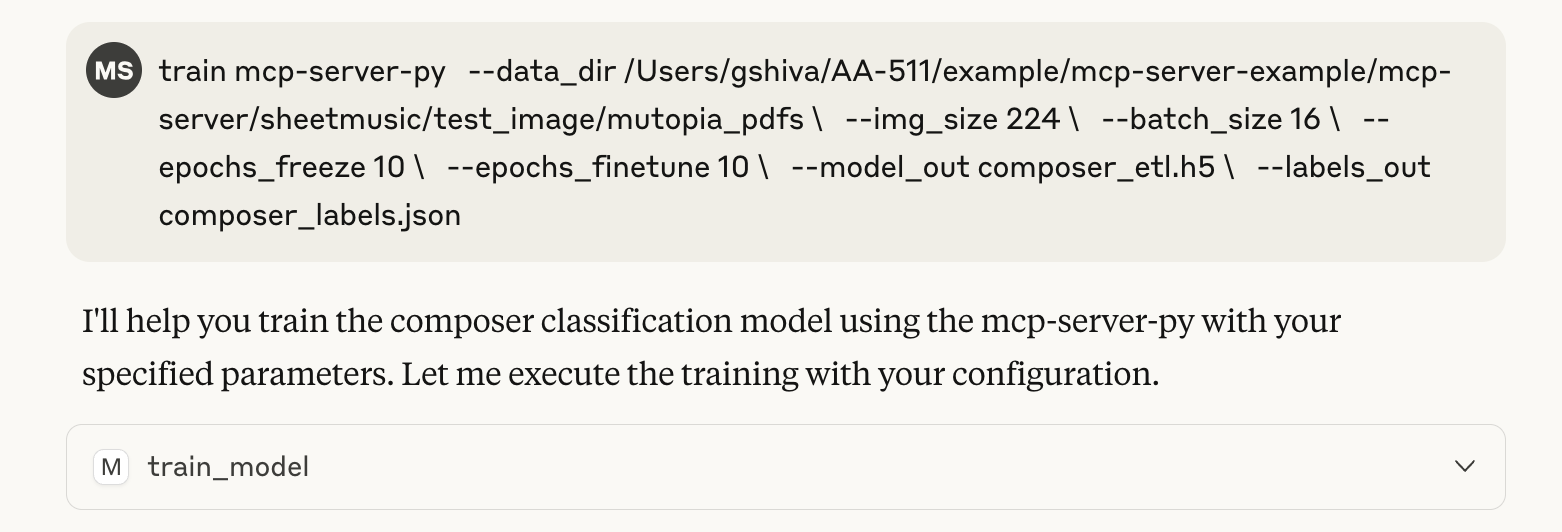 MS
train mcp-server-py   --data_dir /Users/gshiva/AA-511/example/mcp-server-example/mcp-
server/sheetmusic/test_image/mutopia_pdfs \   --img_size 224 \   --batch_size 16 \   --
epochs_freeze 10 \   --epochs_finetune 10 \   --model_out composer_etl.h5 \   --labels_out
composer_labels.json
I'll help you train the composer classification model using the mcp-server-py with your
specified parameters. Let me execute the training with your configuration.
M train_model